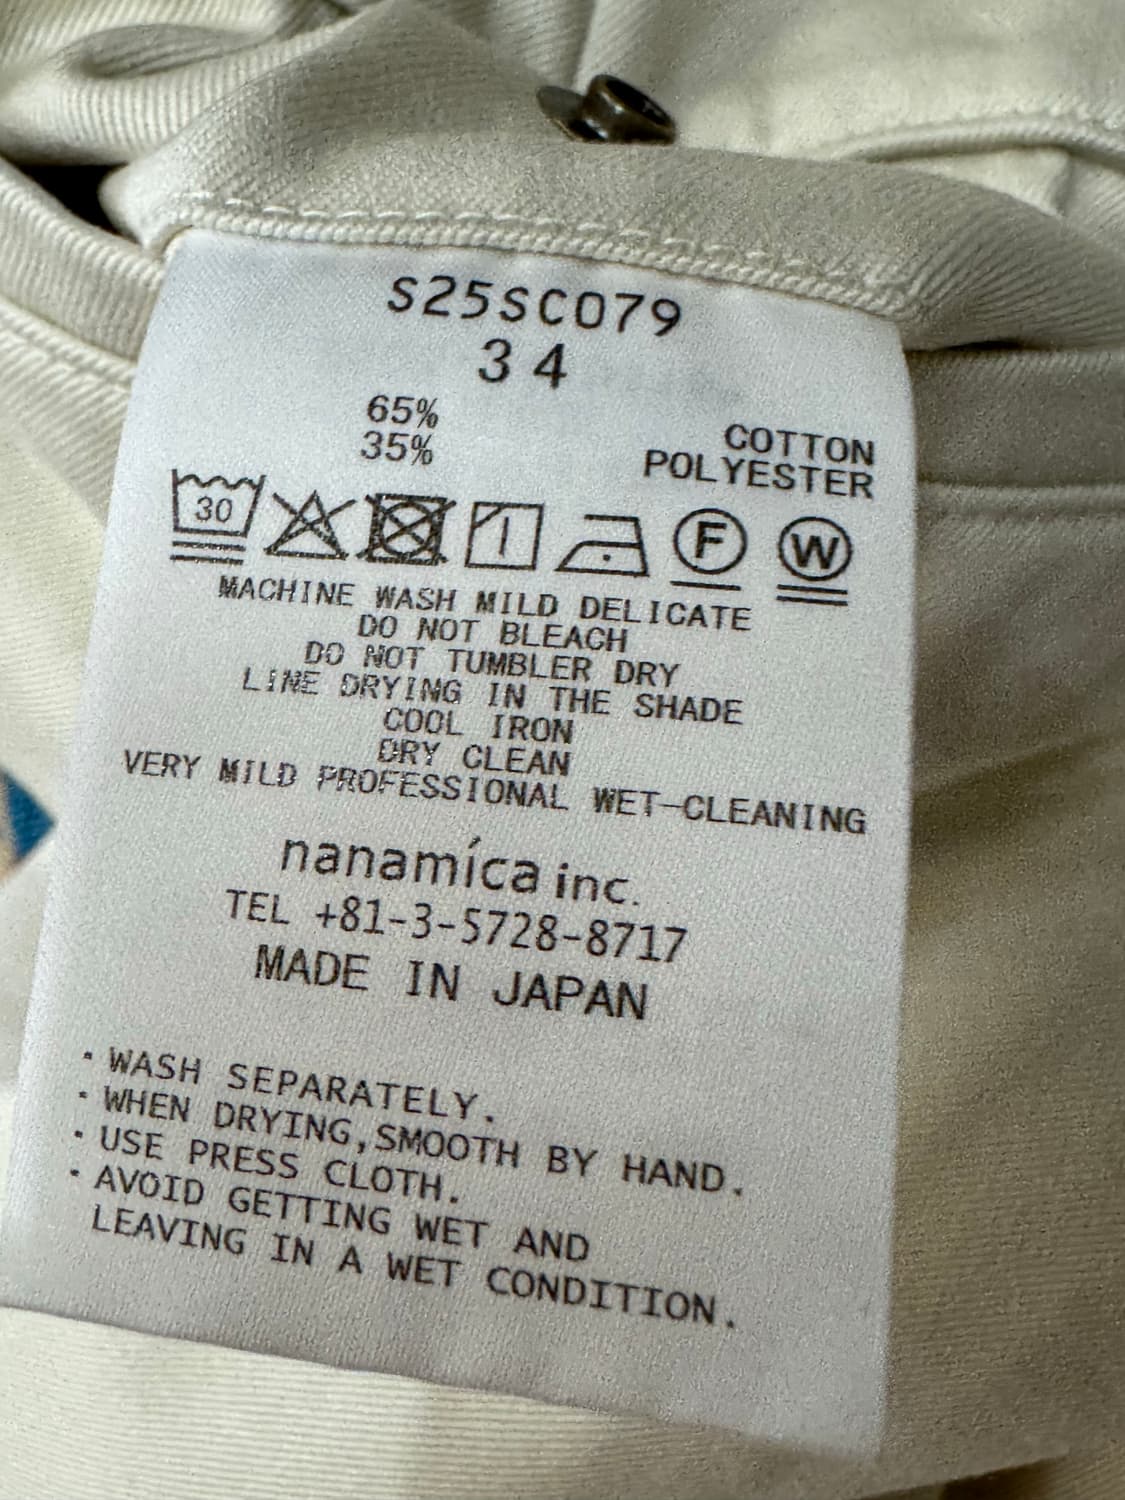 S25SC079
34
65% COTTON
35% POLYESTER
30 F W
MACHINE WASH MILD DELICATE
DO NOT BLEACH
DO NOT TUMBLER DRY
LINE DRYING IN THE SHADE
COOL IRON
DRY CLEAN
VERY MILD PROFESSIONAL WET-CLEANING
nanamíca inc.
TEL +81-3-5728-8717
MADE IN JAPAN
・WASH SEPARATELY.
・WHEN DRYING,SMOOTH BY HAND.
・USE PRESS CLOTH.
・AVOID GETTING WET AND
LEAVING IN A WET CONDITION.